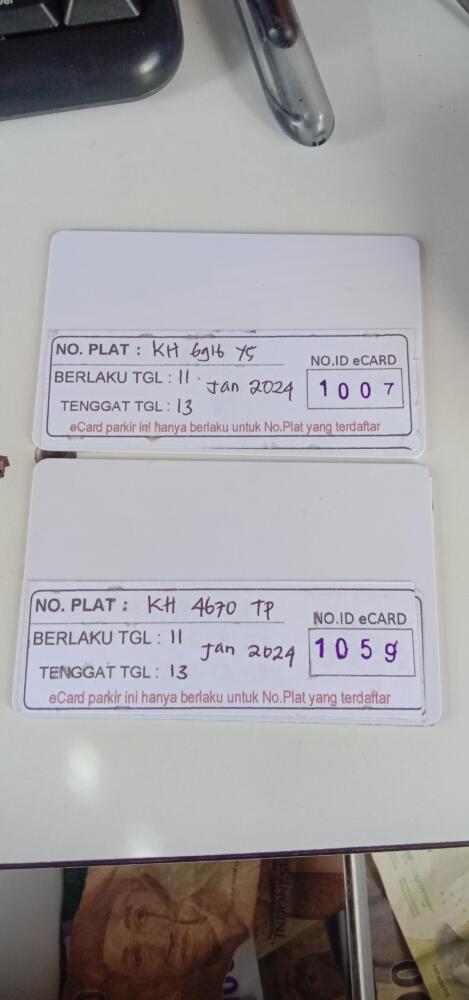 NO. PLAT : KH 6916 YS
NO.ID eCARD
BERLAKU TGL : 11
Jan 2024
1007
TENGGAT TGL : 13
eCard parkir ini hanya berlaku untuk No.Plat yang terdaftar
NO. PLAT : KH 4670 TP
NO.ID eCARD
BERLAKU TGL : 11
Jan 2024
1059
TENGGAT TGL : 13
eCard parkir ini hanya berlaku untuk No.Plat yang terdaftar